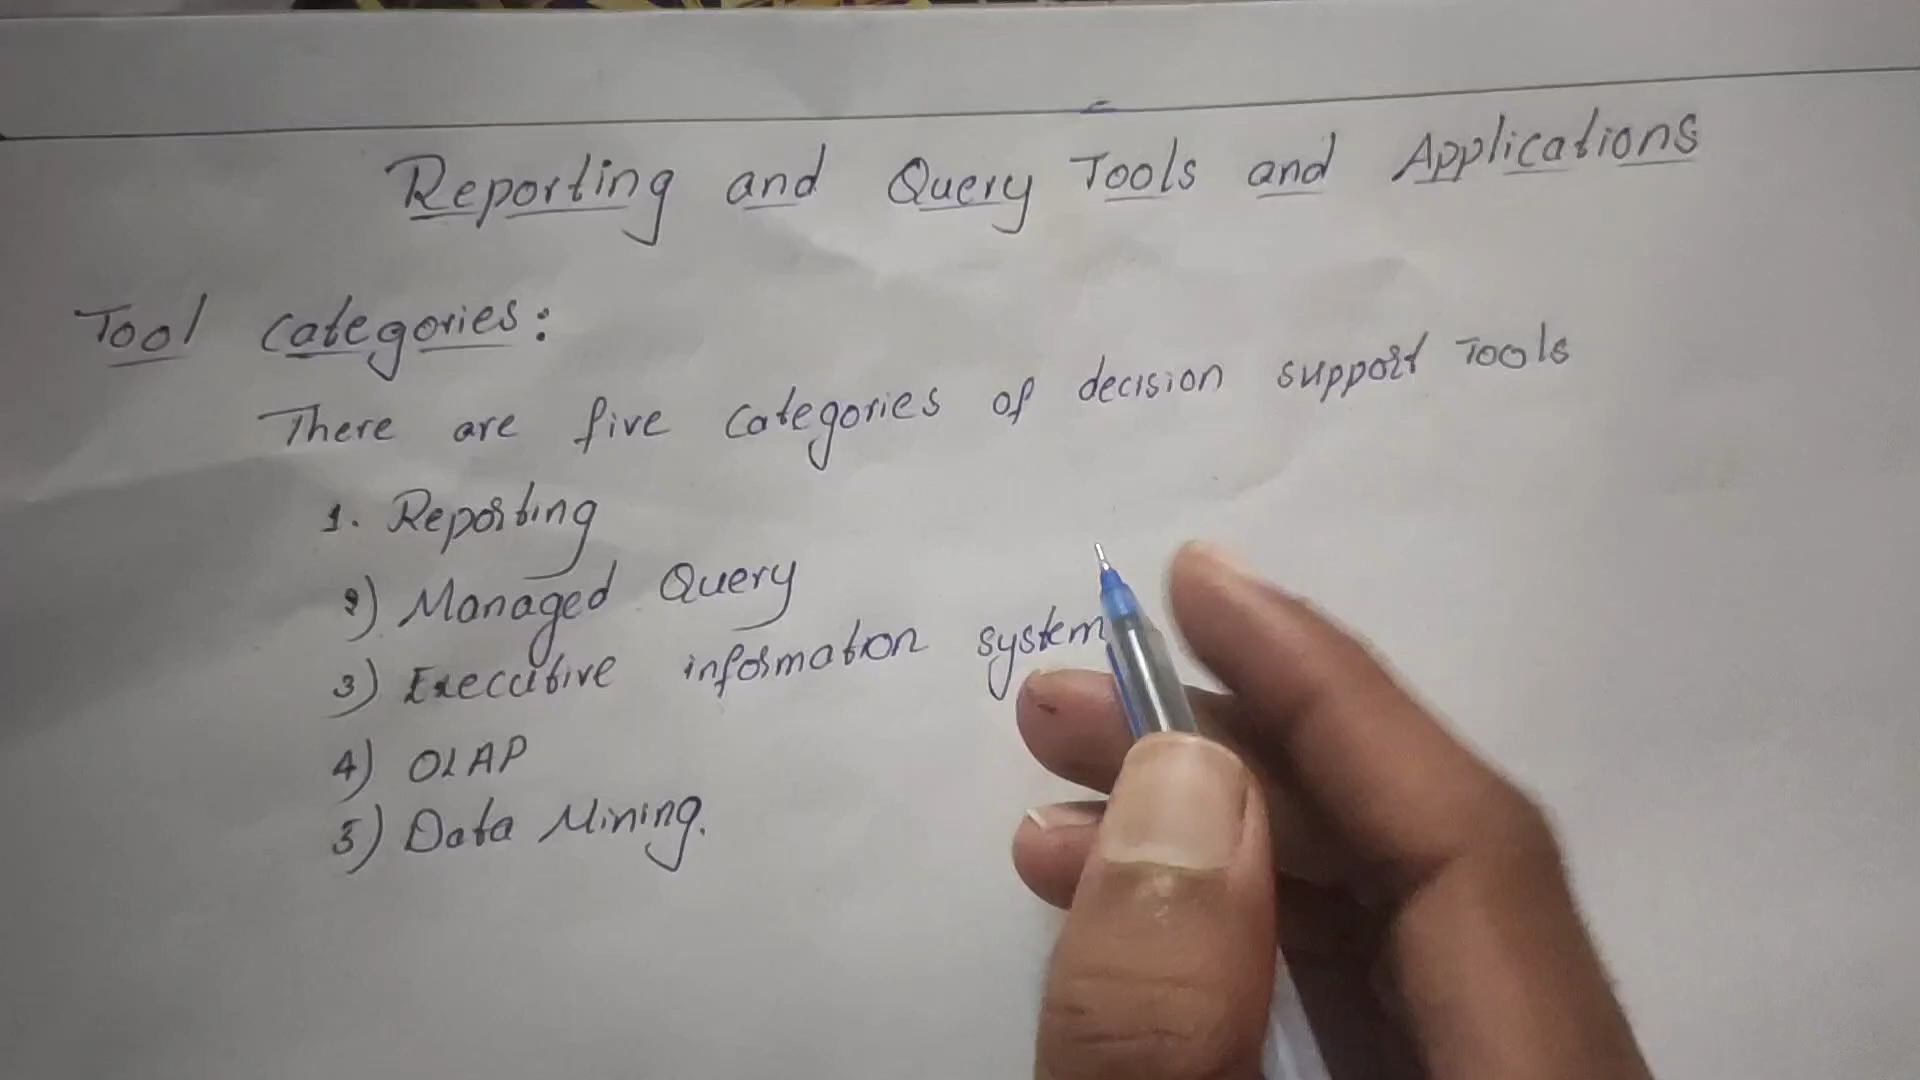 Reporting and Query Tools and Applications
Tool Categories:
There are five Categories of decision support Tools
1. Reporting
2) Managed Query
3) Executive information system
4) OLAP
5) Data Mining.